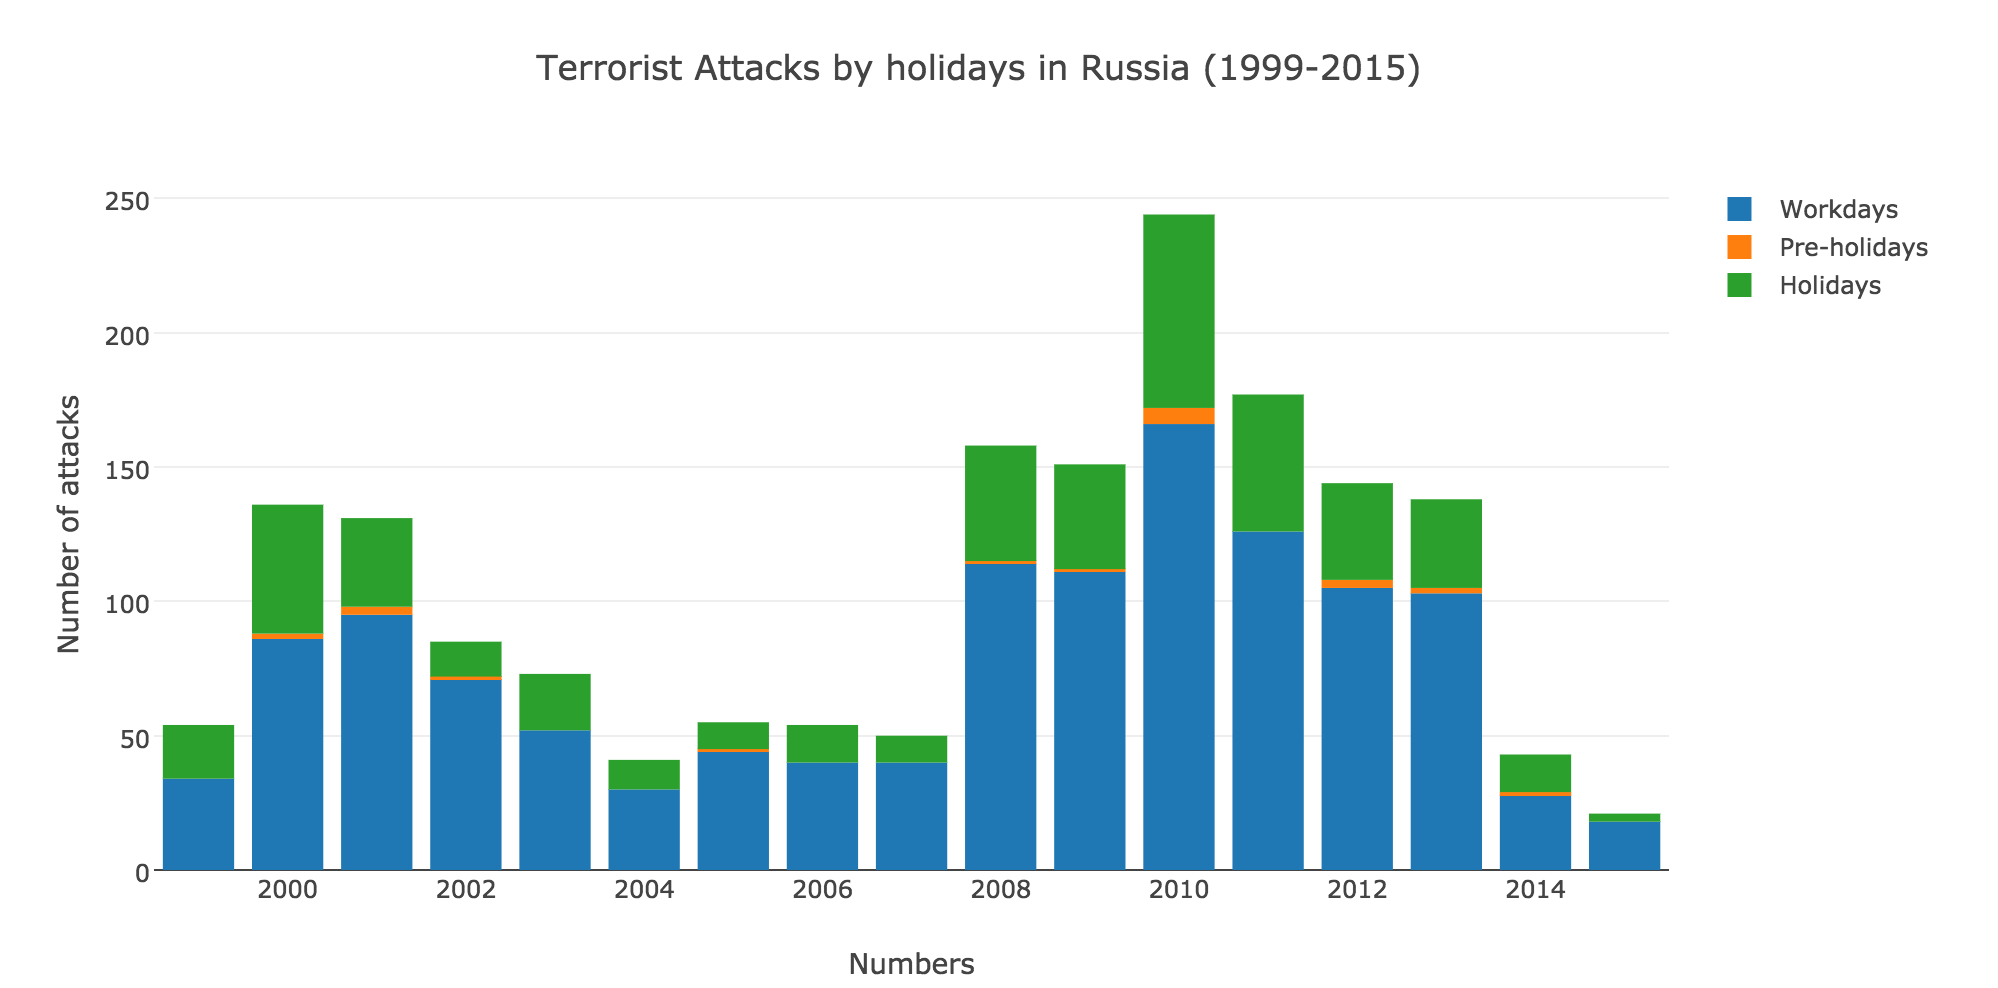 Terrorist Attacks by holidays in Russia (1999-2015)
Number of attacks
250
200
150
100
50
0
2000
2002
2004
2006
2008
2010
2012
2014
Numbers
Workdays
Pre-holidays
Holidays